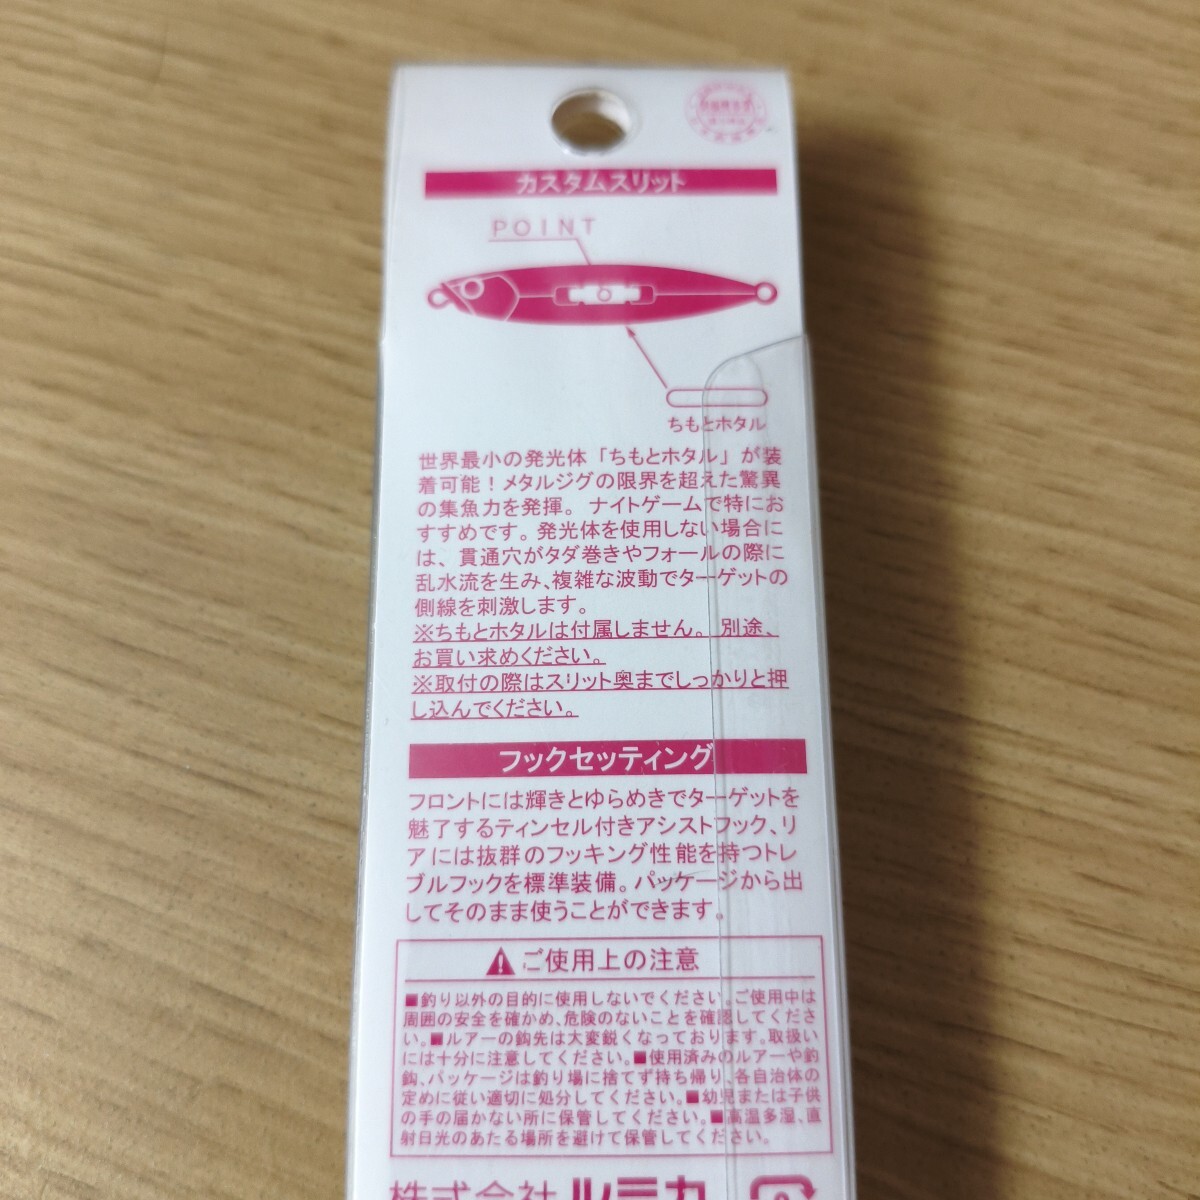 カスタムスリット
POINT
ちもとホタル
世界最小の発光体「ちもとホタル」が装
着可能！メタルジグの限界を超えた驚異
の集魚力を発揮。ナイトゲームで特にお
すすめです。発光体を使用しない場合に
は、貫通穴がタダ巻きやフォールの際に
乱水流を生み、複雑な波動でターゲットの
側線を刺激します。
※ちもとホタルは付属しません。別途、
お買い求めください。
※取付の際はスリット奥までしっかりと押
し込んでください。
フックセッティング
フロントには輝きとゆらめきでターゲットを
魅了するティンセル付きアシストフック、リ
アには抜群のフッキング性能を持つトレ
ブルフックを標準装備。パッケージから出
してそのまま使うことができます。
ご使用上の注意
■釣り以外の目的に使用しないでください。ご使用中は
周囲の安全を確かめ、危険のないことを確認してくださ
い。■ルアーの鈎先は大変鋭くなっております。取扱い
には十分に注意してください。■使用済みのルアーや釣
鈎、パッケージは釣り場に捨てず持ち帰り、各自治体の
定めに従い適切に処分してください。■幼児または子供
の手の届かない所に保管してください。■高温多湿、直
射日光のあたる場所を避けて保管してください。
株式会社 ルミカ